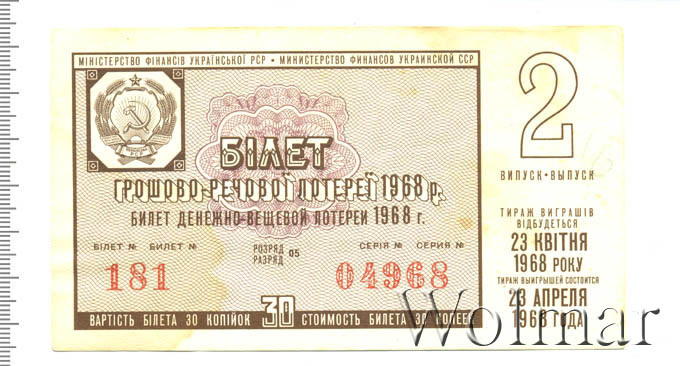 МІНІСТЕРСТВО ФІНАНСІВ УКРАЇНСЬКОЇ РСР • МИНИСТЕРСТВО ФИНАНСОВ УКРАИНСКОЙ ССР
БІЛЕТ
ГРОШОВО-РЕЧОВОЇ ЛОТЕРЕЇ 1968 р.
БИЛЕТ ДЕНЕЖНО-ВЕЩЕВОЙ ЛОТЕРЕИ 1968 г.
БІЛЕТ № БИЛЕТ №
181
РОЗРЯД
РАЗРЯД 05
СЕРІЯ № СЕРИЯ №
04968
ВАРТІСТЬ БІЛЕТА 30 КОПІЙОК 30 СТОИМОСТЬ БИЛЕТА 30 КОПЕЕК
2
ВИПУСК • ВЫПУСК
ТИРАЖ ВИГРАШІВ
ВІДБУДЕТЬСЯ
23 КВІТНЯ
1968 РОКУ
ТИРАЖ ВЫИГРЫШЕЙ СОСТОИТСЯ
23 АПРЕЛЯ
1968 ГОДА
Wolmar